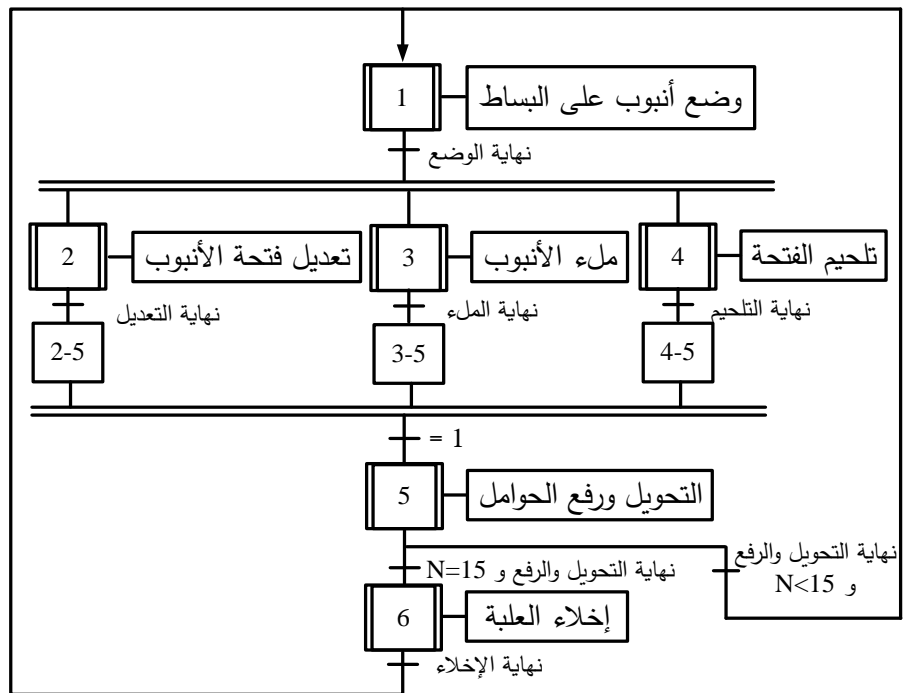 1
وضع أنبوب على البساط
نهاية الوضع
2
تعديل فتحة الأنبوب
3
ملء الأنبوب
4
تلحيم الفتحة
نهاية التعديل
نهاية الملء
نهاية التلحيم
2-5
3-5
4-5
= 1
5
التحويل ورفع الحوامل
نهاية التحويل والرفع و N=15
نهاية التحويل والرفع
و N<15
6
إخلاء العلبة
نهاية الإخلاء